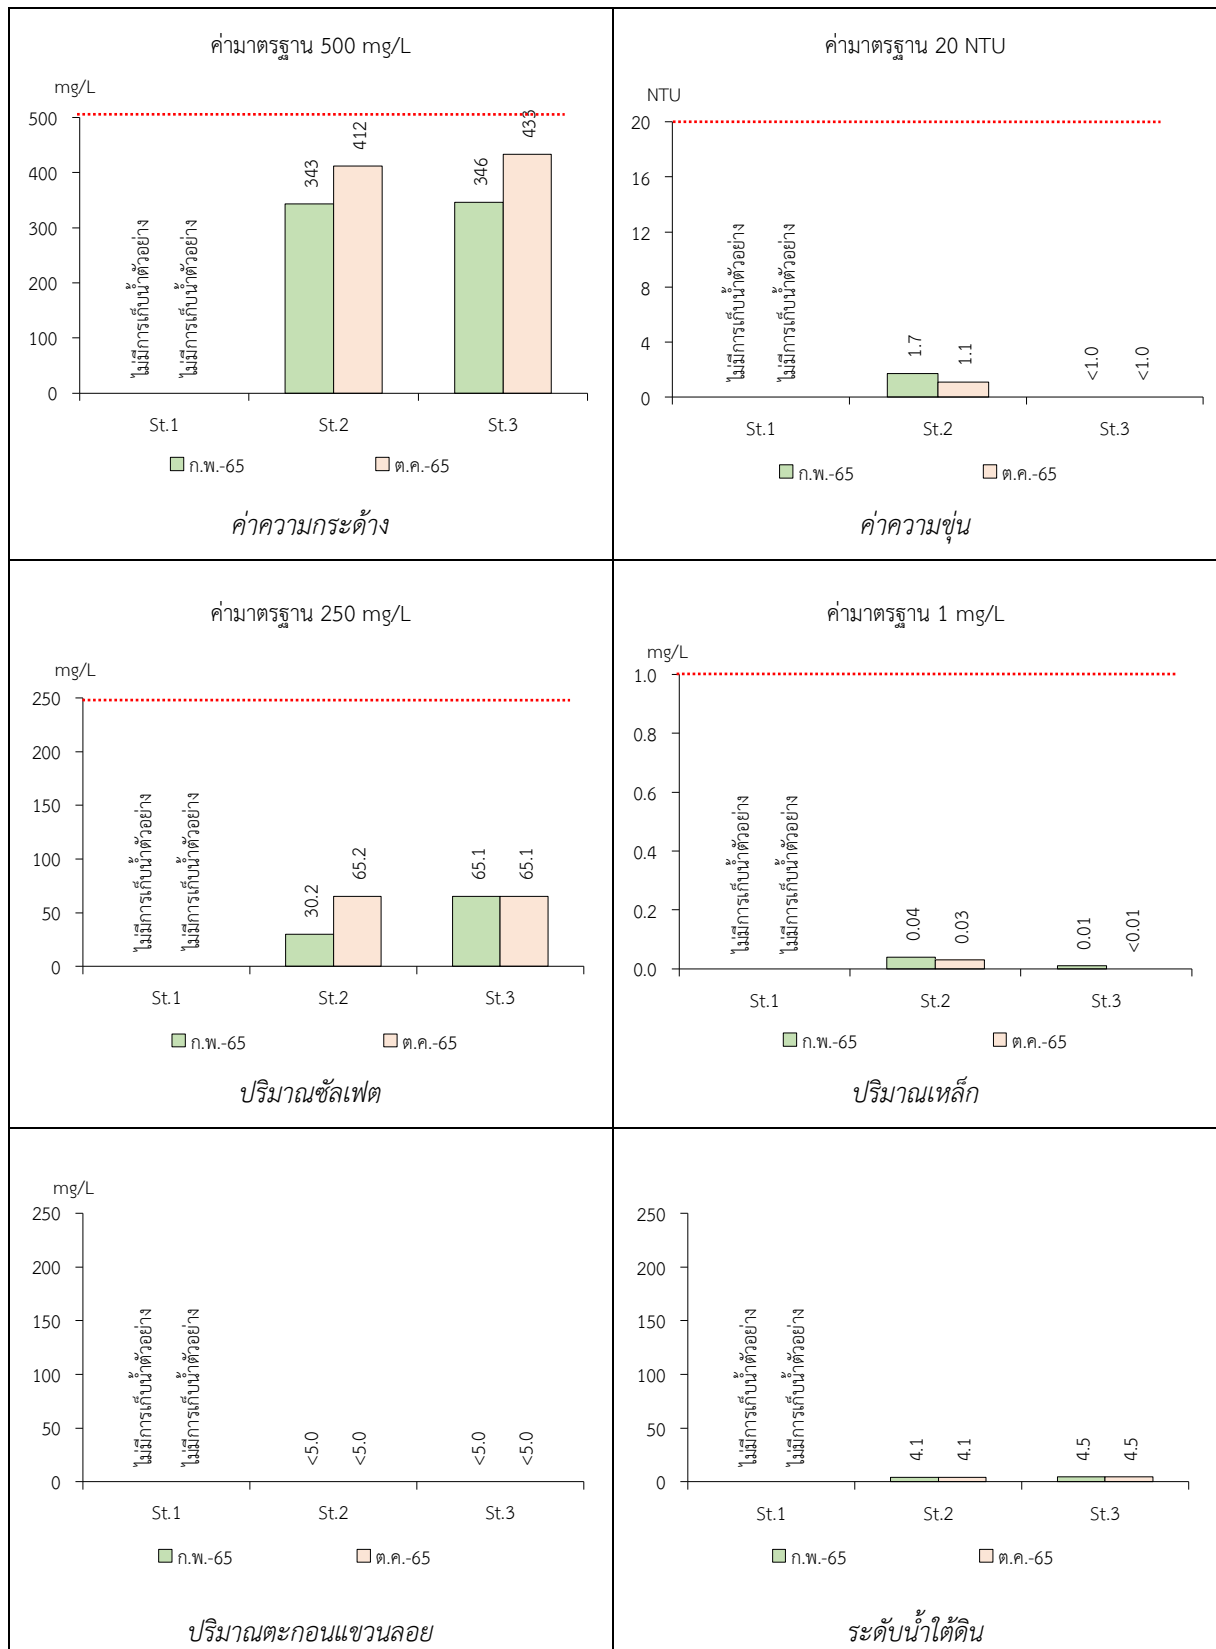 ค่ามาตรฐาน 500 mg/L
mg/L
500
400
300
200
100
0
ไม่มีการเก็บน้ำตัวอย่าง
ไม่มีการเก็บน้ำตัวอย่าง
343
412
346
433
St.1
St.2
St.3
ก.พ.-65
ต.ค.-65
ค่าความกระด้าง
ค่ามาตรฐาน 20 NTU
NTU
20
16
12
8
4
0
ไม่มีการเก็บน้ำตัวอย่าง
ไม่มีการเก็บน้ำตัวอย่าง
1.7
1.1
<1.0
<1.0
St.1
St.2
St.3
ก.พ.-65
ต.ค.-65
ค่าความขุ่น
ค่ามาตรฐาน 250 mg/L
mg/L
250
200
150
100
50
0
ไม่มีการเก็บน้ำตัวอย่าง
ไม่มีการเก็บน้ำตัวอย่าง
30.2
65.2
65.1
65.1
St.1
St.2
St.3
ก.พ.-65
ต.ค.-65
ปริมาณซัลเฟต
ค่ามาตรฐาน 1 mg/L
mg/L
1.0
0.8
0.6
0.4
0.2
0.0
ไม่มีการเก็บน้ำตัวอย่าง
ไม่มีการเก็บน้ำตัวอย่าง
0.04
0.03
0.01
<0.01
St.1
St.2
St.3
ก.พ.-65
ต.ค.-65
ปริมาณเหล็ก
mg/L
250
200
150
100
50
0
ไม่มีการเก็บน้ำตัวอย่าง
ไม่มีการเก็บน้ำตัวอย่าง
<5.0
<5.0
<5.0
<5.0
St.1
St.2
St.3
ก.พ.-65
ต.ค.-65
ปริมาณตะกอนแขวนลอย
250
200
150
100
50
0
ไม่มีการเก็บน้ำตัวอย่าง
ไม่มีการเก็บน้ำตัวอย่าง
4.1
4.1
4.5
4.5
St.1
St.2
St.3
ก.พ.-65
ต.ค.-65
ระดับน้ำใต้ดิน